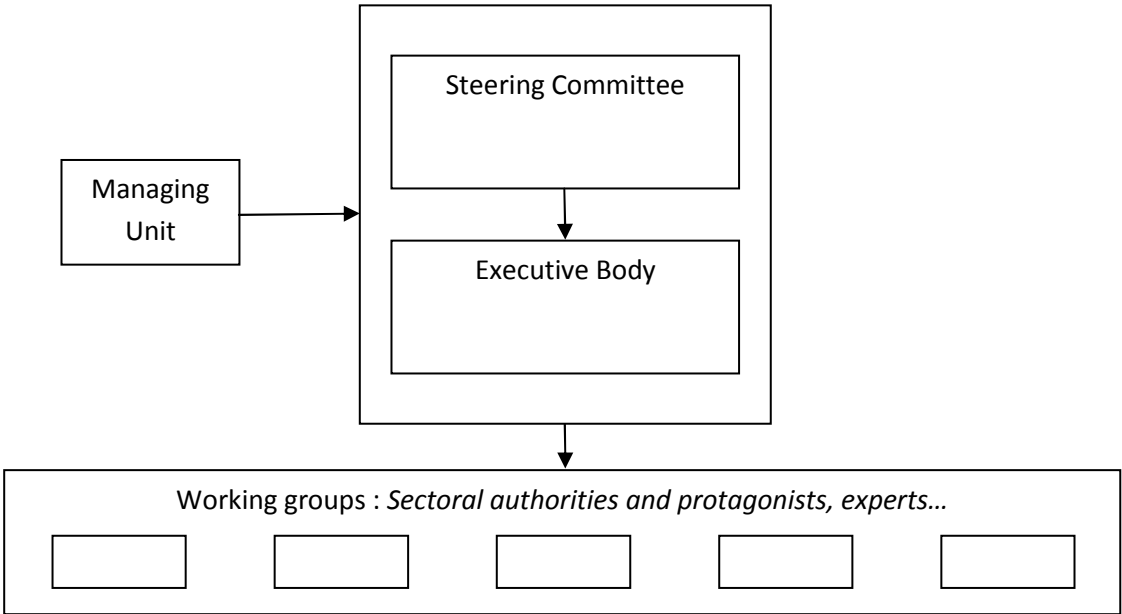 Steering Committee
Managing
Unit
Executive Body
Working groups : Sectoral authorities and protagonists, experts…